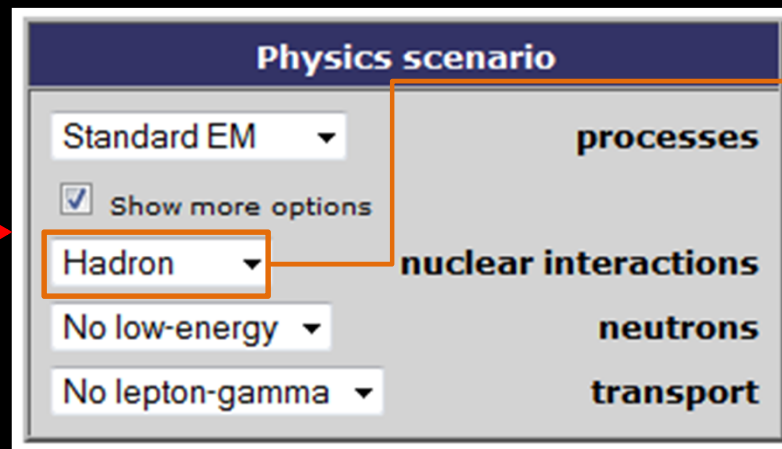 Physics scenario
Standard EM processes
Show more options
Hadron nuclear interactions
No low-energy neutrons
No lepton-gamma transport